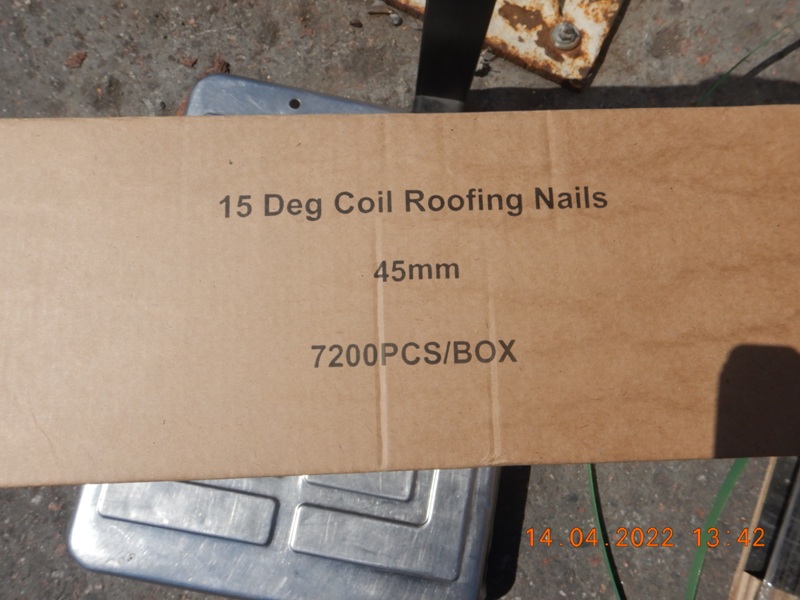 15 Deg Coil Roofing Nails
45mm
7200PCS/BOX
14.04.2022 13:42